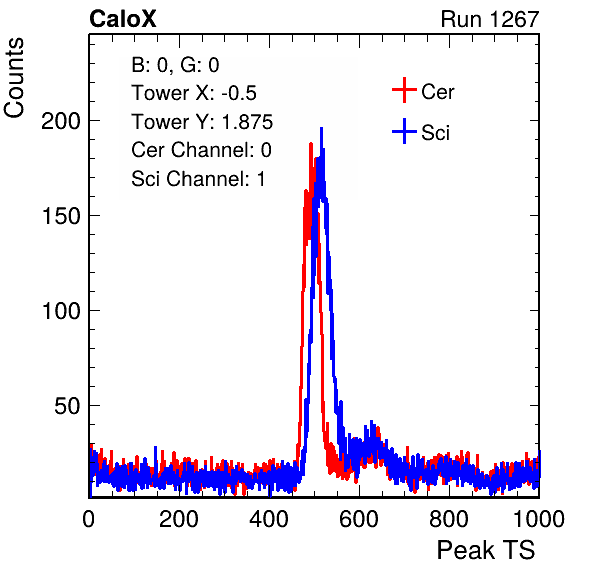 CaloX Run 1267
Counts
B: 0, G: 0
Tower X: -0.5
Tower Y: 1.875
Cer Channel: 0
Sci Channel: 1
Cer
Sci
200
150
100
50
0 200 400 600 800 1000
Peak TS